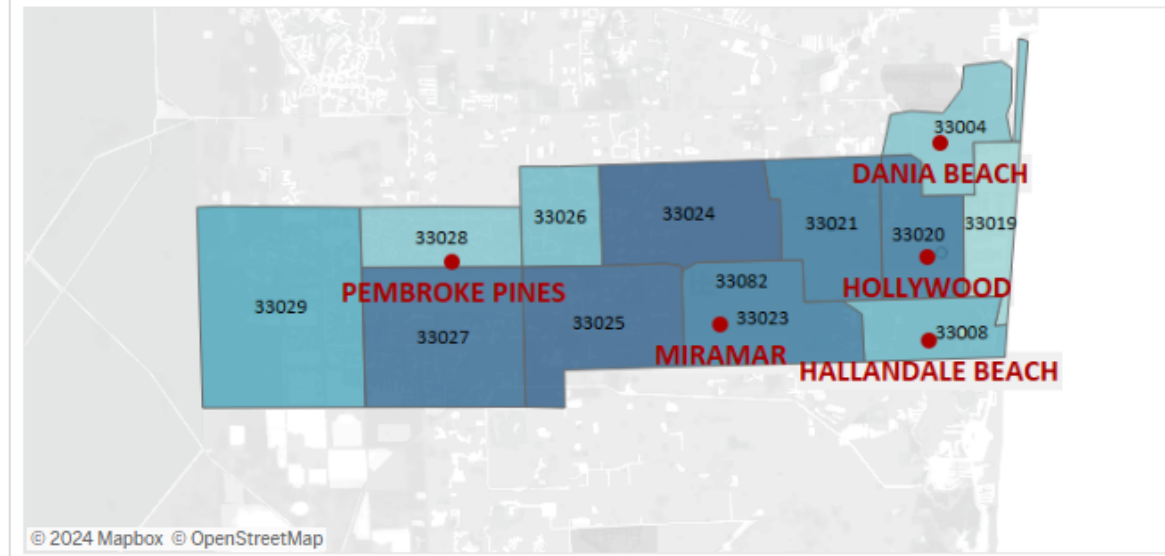 33004
DANIA BEACH
33026
33024
33021
33020
33019
33028
PEMBROKE PINES
HOLLYWOOD
33029
33027
33025
33082
33023
33008
MIRAMAR
HALLANDALE BEACH
© 2024 Mapbox © OpenStreetMap